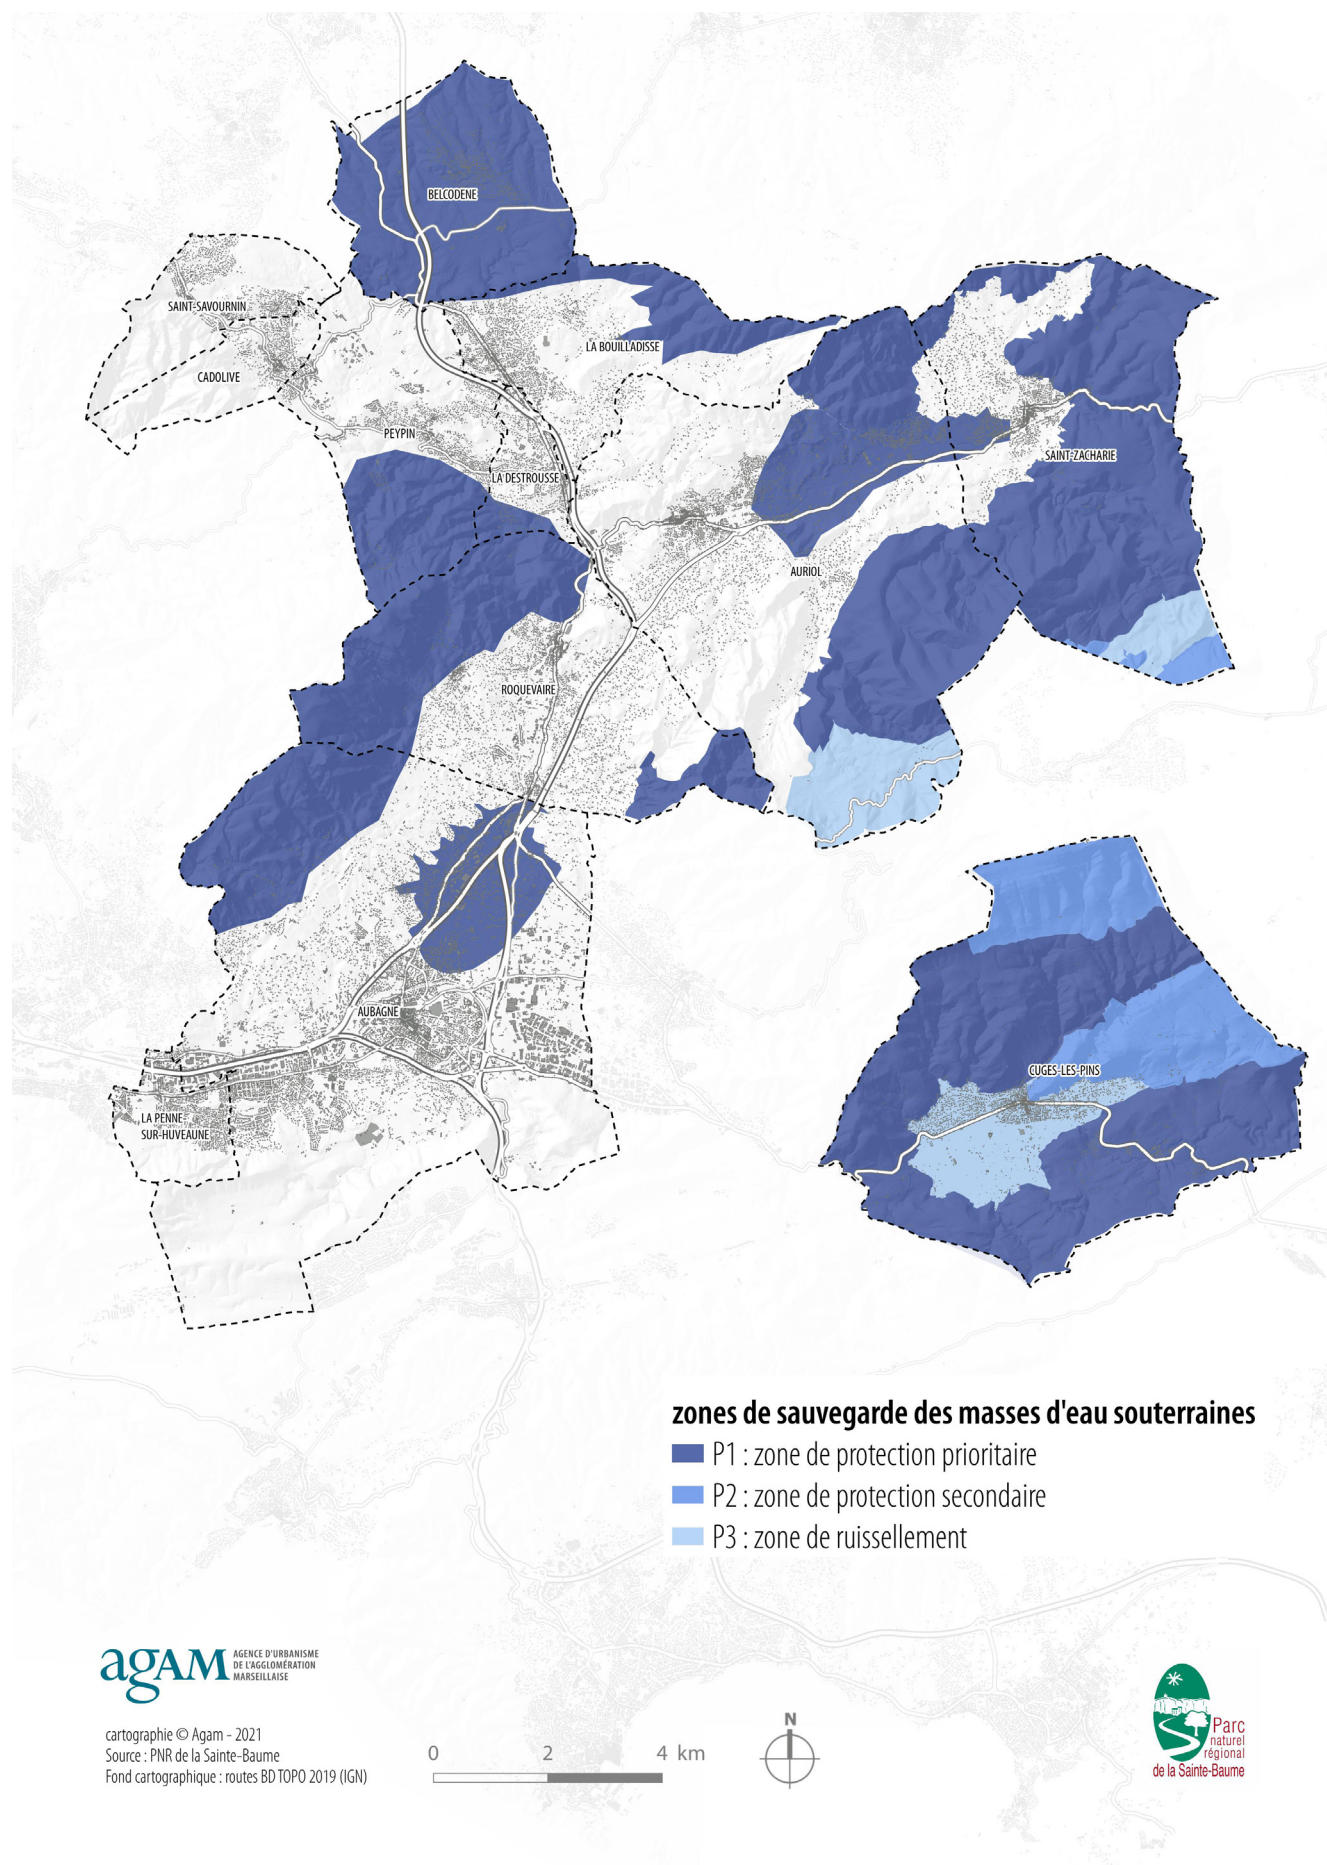 BELCODENE
SAINT-SAVOURNIN
LA BOUILLADISSE
CADOLIVE
PEYPIN
SAINT-ZACHARIE
LA DESTROUSSE
AURIOL
ROQUEVAIRE
AUBAGNE
CUGES-LES-PINS
LA PENNE-
SUR-HUVEAUNE
zones de sauvegarde des masses d'eau souterraines
P1 : zone de protection prioritaire
P2 : zone de protection secondaire
P3 : zone de ruissellement
agAM
AGENCE D'URBANISME
DE L'AGGLOMÉRATION
MARSEILLAISE
cartographie © Agam - 2021
Source : PNR de la Sainte-Baume
Fond cartographique : routes BD TOPO 2019 (IGN)
0 2 4 km
N
Parc
naturel
régional
de la Sainte-Baume